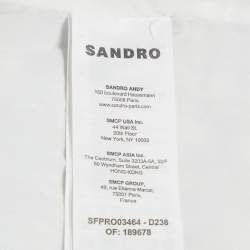 SANDRO
SANDRO ANDY
150 boulevard Haussmann
75008 Paris
www.sandro-paris.com
SMCP USA Inc.
44 Wall St.
20th Floor
New York, NY 10005
SMCP ASIA Inc.
The Centrium, Suite 3203A-5A, 32/F
60 Wyndham Street, Central
HONG-KONG
SMCP GROUP,
49, rue Etienne Marcel,
75001 Paris,
France
SFPRO03464 - D238
OF: 189678